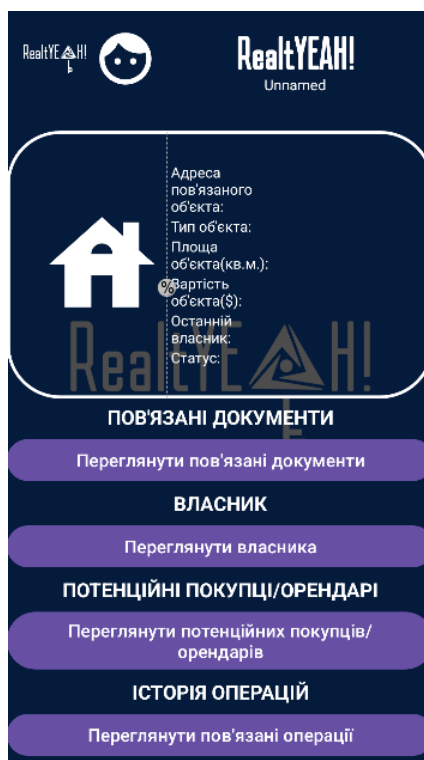 RealtYEAH!
RealtYEAH!
Unnamed
Адреса
пов'язаного
об'єкта:
Тип об'єкта:
Площа
об'єкта(кв.м.):
%
Вартість
об'єкта($):
Останній
власник:
Статус:
RealtYEAH!
ПОВ'ЯЗАНІ ДОКУМЕНТИ
Переглянути пов'язані документи
ВЛАСНИК
Переглянути власника
ПОТЕНЦІЙНІ ПОКУПЦІ/ОРЕНДАРІ
Переглянути потенційних покупців/
орендарів
ІСТОРІЯ ОПЕРАЦІЙ
Переглянути пов'язані операції